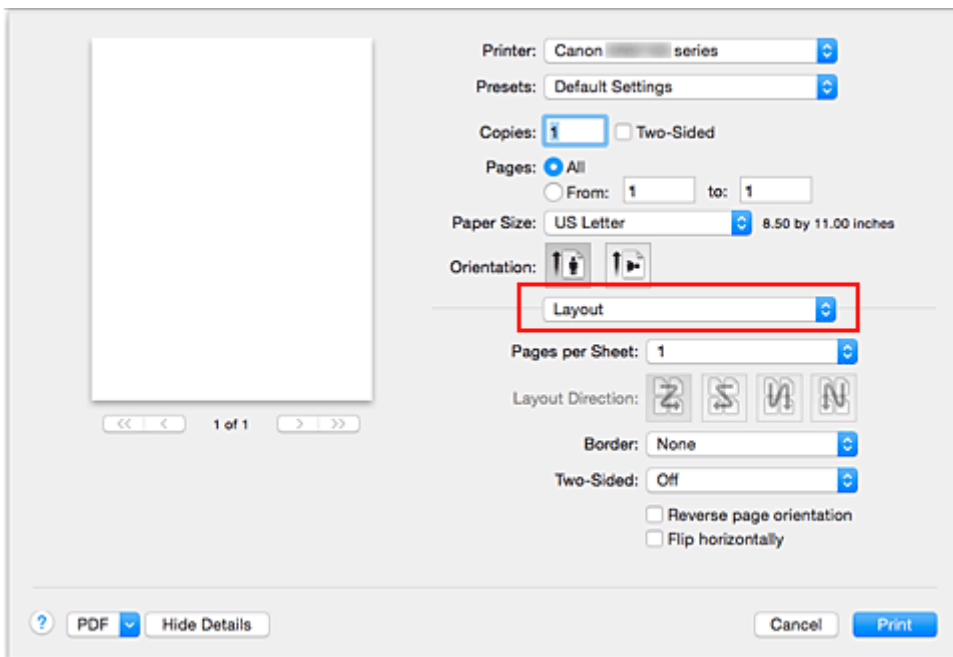 Printer: Canon series
Presets: Default Settings
Copies: 1 Two-Sided
Pages: All
From: 1 to: 1
Paper Size: US Letter 8.50 by 11.00 inches
Orientation:
Layout
Pages per Sheet: 1
Layout Direction:
1 of 1
Border: None
Two-Sided: Off
Reverse page orientation
Flip horizontally
? PDF Hide Details Cancel Print